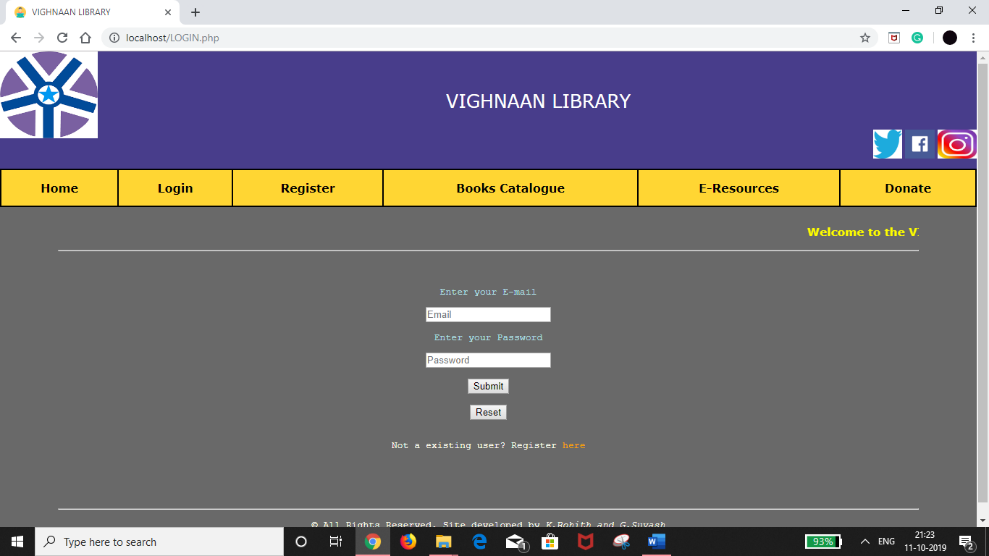 VIGHNAAN LIBRARY
localhost/LOGIN.php
VIGHNAAN LIBRARY
Home Login Register Books Catalogue E-Resources Donate
Welcome to the V
Enter your E-mail
Email
Enter your Password
Password
Submit
Reset
Not a existing user? Register here
© All Rights Reserved. Site developed by K.Rohith and G.Suyash
Type here to search
1
93%
ENG
21:23
11-10-2019
2